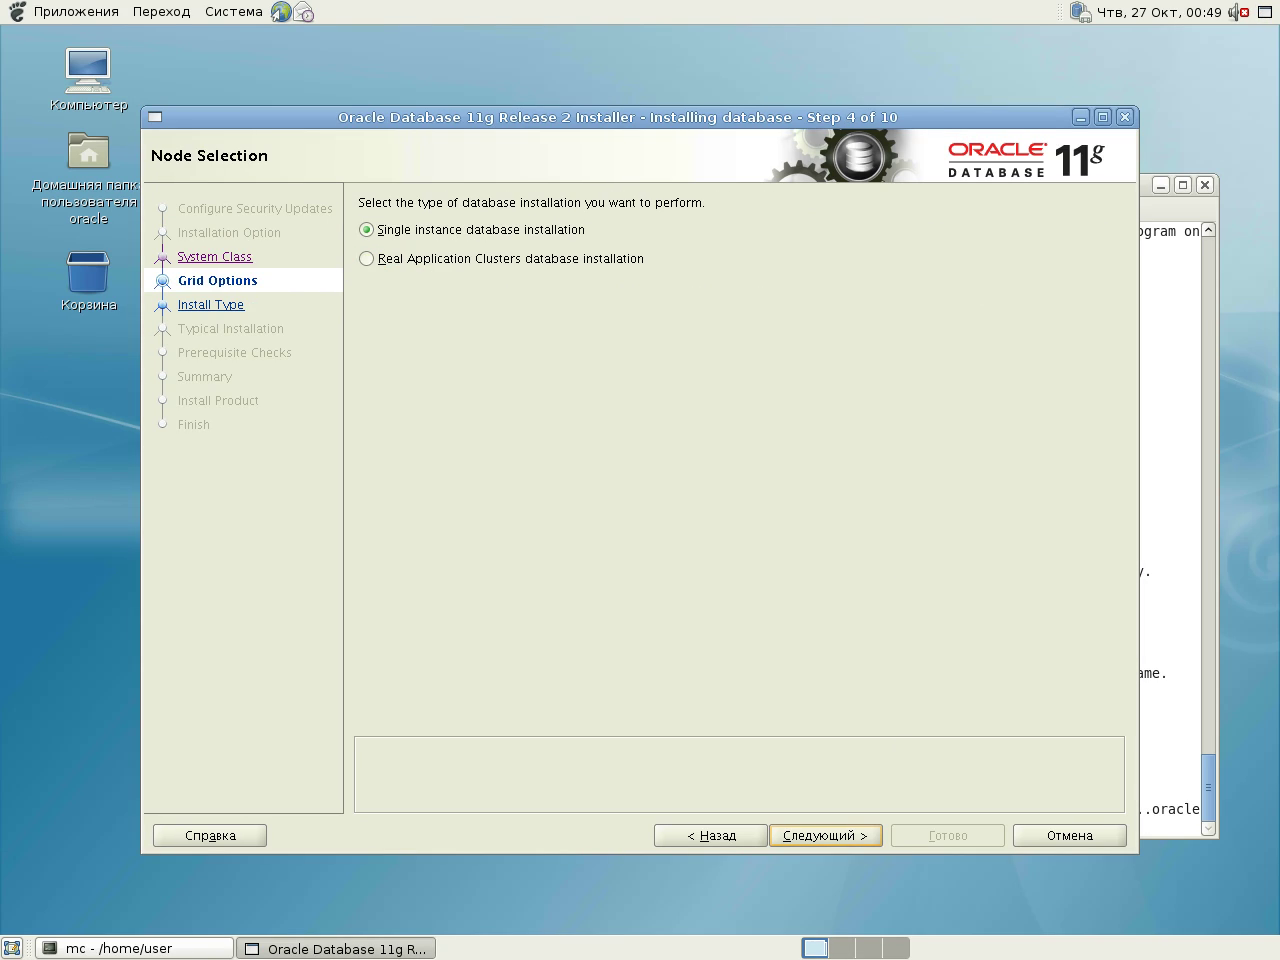 Приложения Переход Система
Чтв, 27 Окт, 00:49
Компьютер
Домашняя папк
пользователя
oracle
Корзина
Oracle Database 11g Release 2 Installer - Installing database - Step 4 of 10
Node Selection
ORACLE
DATABASE
11g
Configure Security Updates
Installation Option
System Class
Grid Options
Install Type
Typical Installation
Prerequisite Checks
Summary
Install Product
Finish
Select the type of database installation you want to perform.
Single instance database installation
Real Application Clusters database installation
ogram on
y.
ame.
..oracle
Справка
< Назад
Следующий >
Готово
Отмена
mc - /home/user
Oracle Database 11g R...